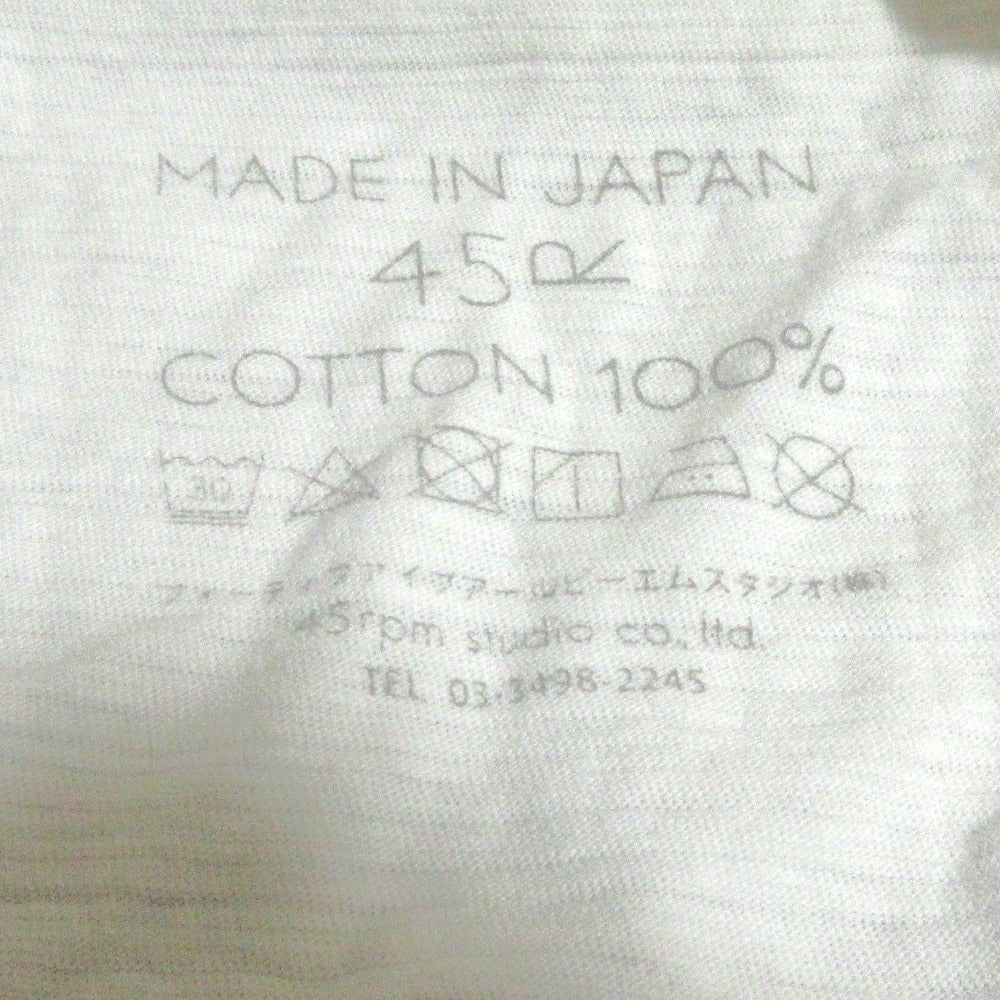 MADE IN JAPAN
45R
COTTON 100%
30
フォーティファイブアールピーエムスタジオ(株)
45rpm studio co., ltd.
TEL 03-3498-2245